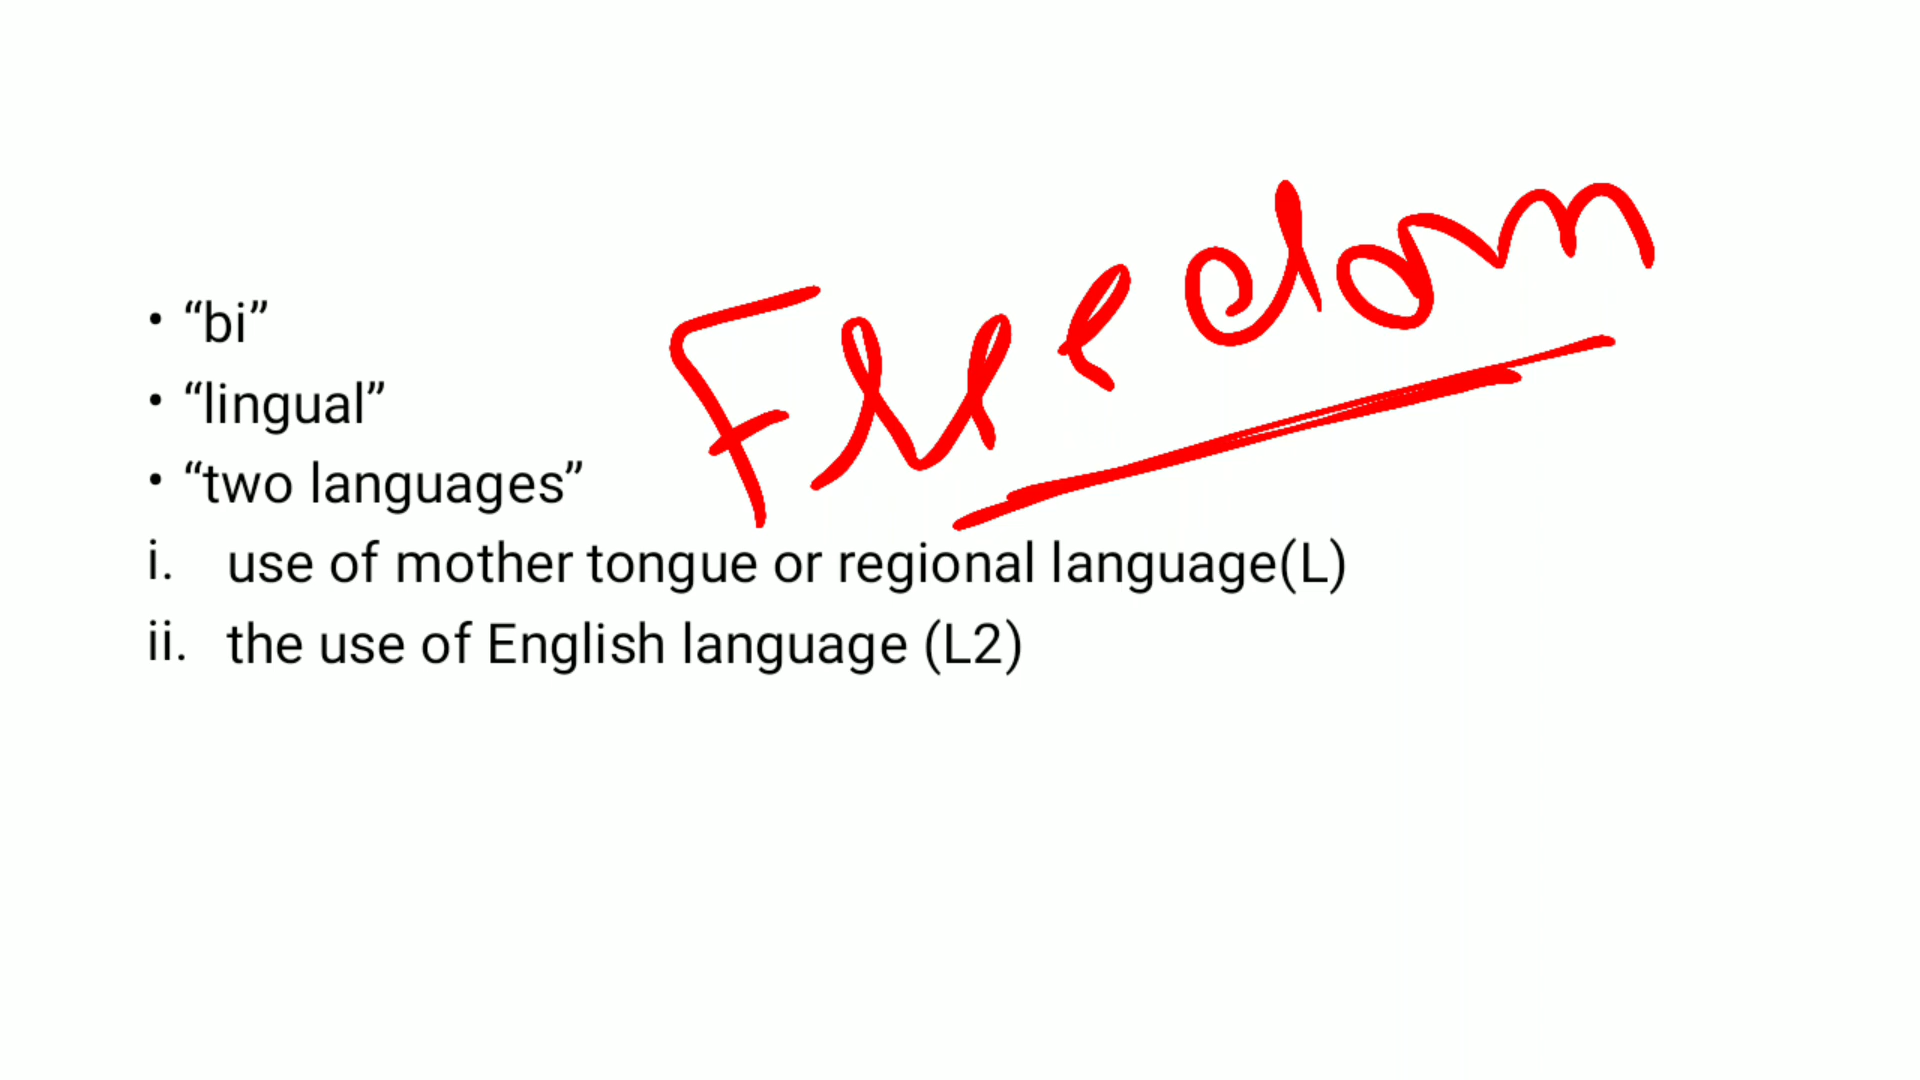 Freedom
• “bi”
• “lingual”
• “two languages”
i. use of mother tongue or regional language(L)
ii. the use of English language (L2)